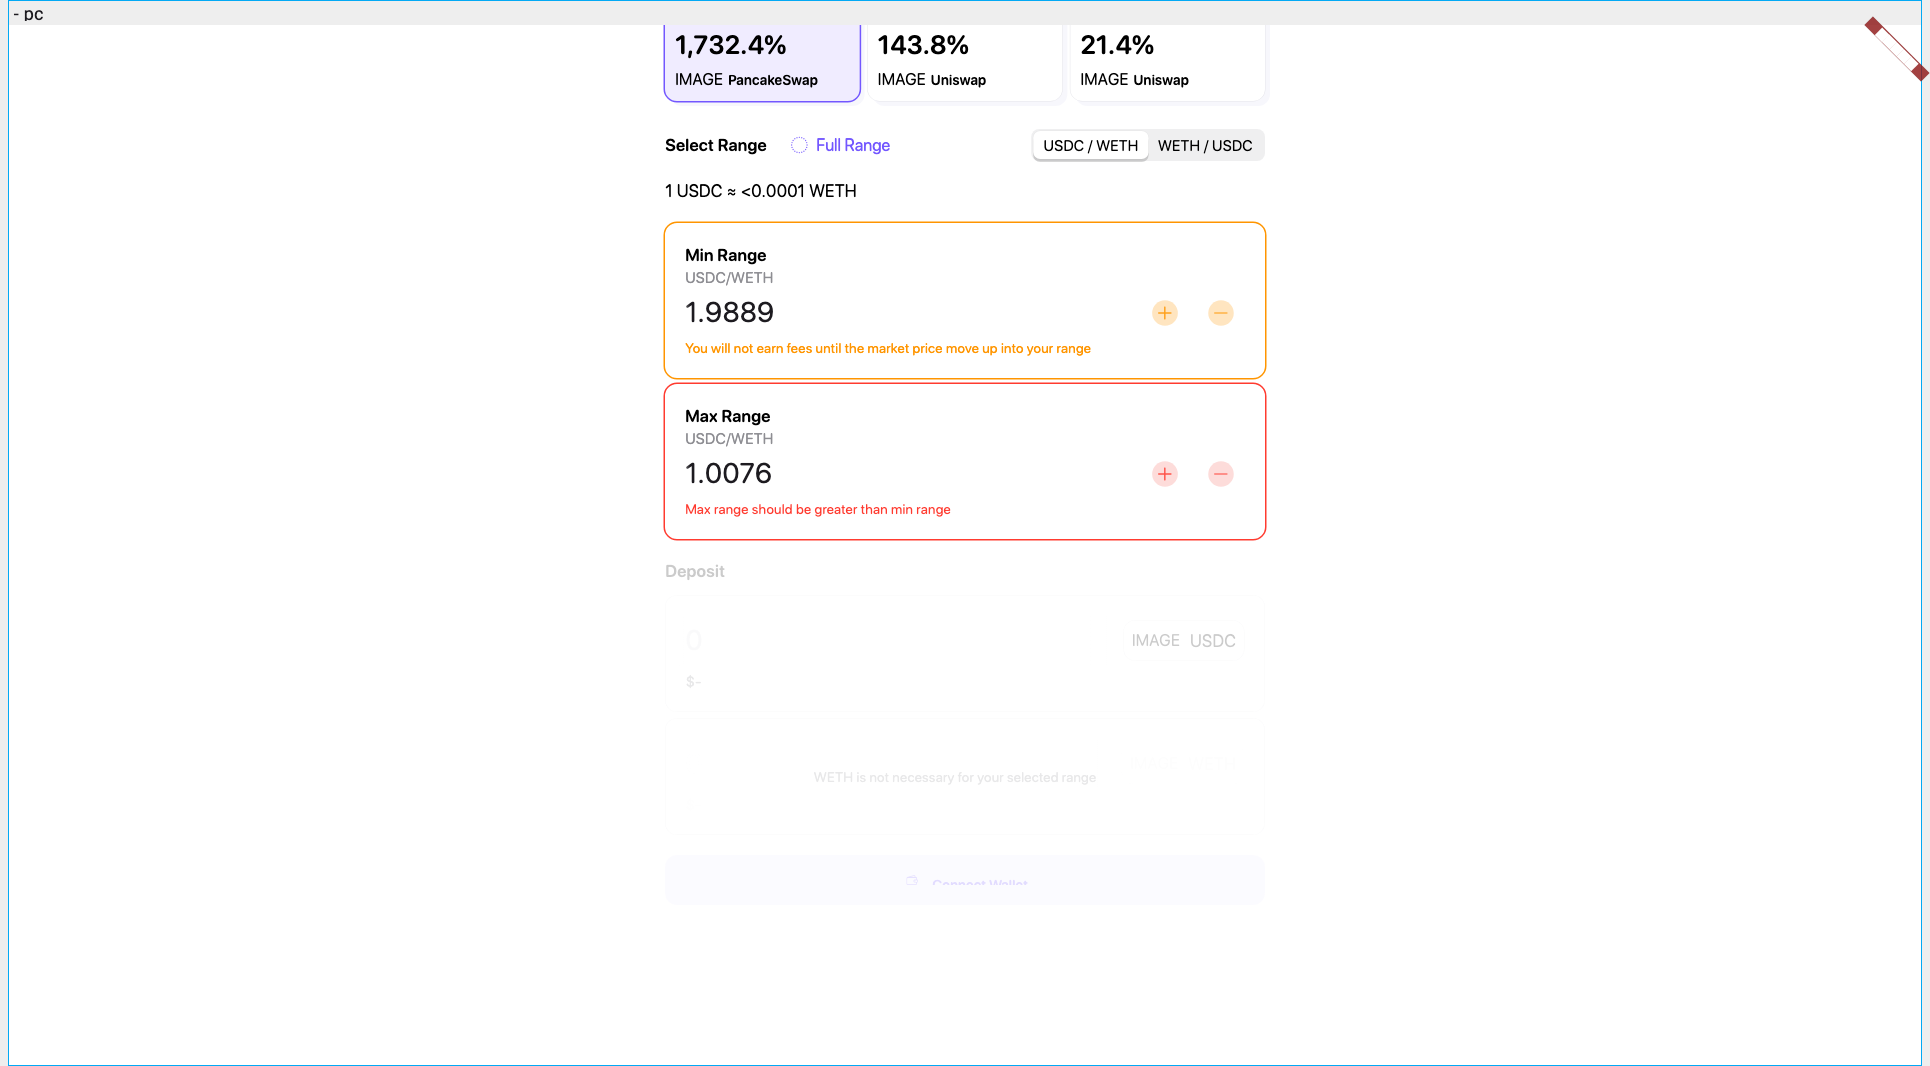 - pc
1,732.4%
IMAGE PancakeSwap
143.8%
IMAGE Uniswap
21.4%
IMAGE Uniswap
Select Range
Full Range
USDC / WETH
WETH / USDC
1 USDC ≈ <0.0001 WETH
Min Range
USDC/WETH
1.9889
You will not earn fees until the market price move up into your range
Max Range
USDC/WETH
1.0076
Max range should be greater than min range
Deposit
0
IMAGE USDC
$-
IMAGE WETH
WETH is not necessary for your selected range
Connect Wallet